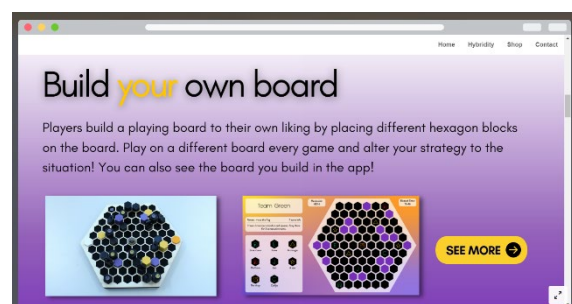 Home Hybridity Shop Contact
Build your own board
Players build a playing board to their own liking by placing different hexagon blocks
on the board. Play on a different board every game and alter your strategy to the
situation! You can also see the board you build in the app!
Team Green
SEE MORE